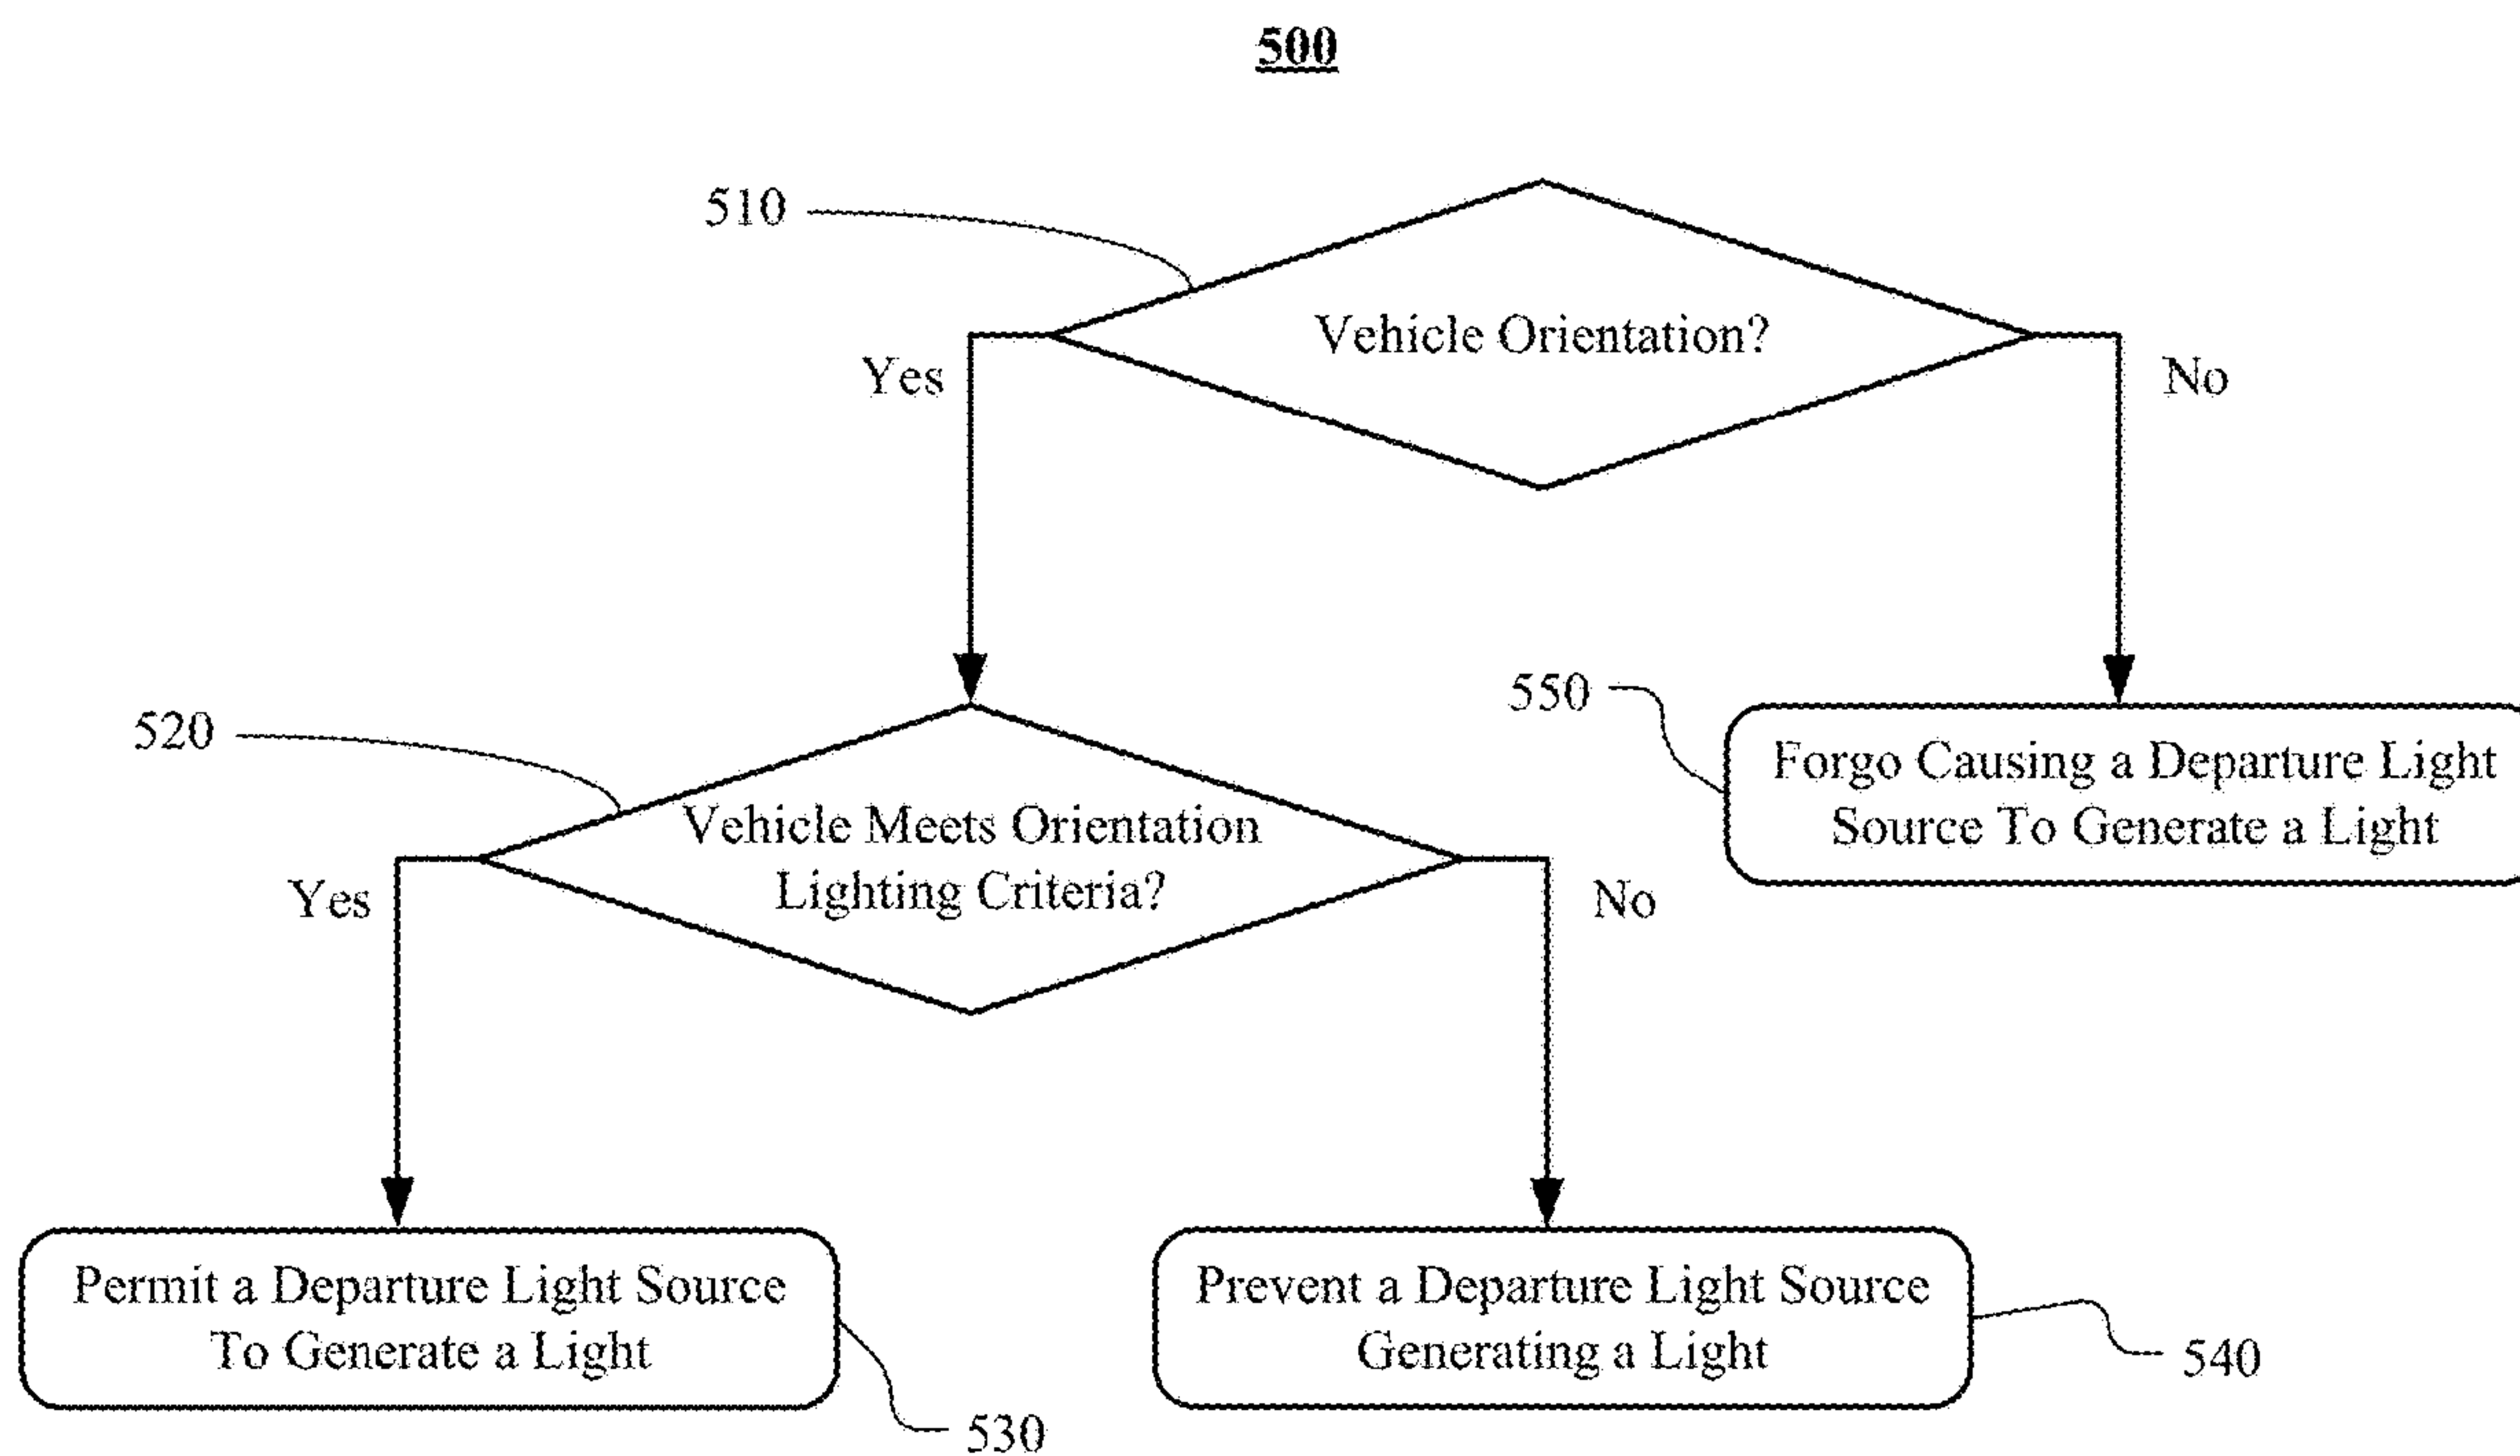 500
510
Vehicle Orientation?
Yes
No
520
Vehicle Meets Orientation
Lighting Criteria?
Yes
No
550
Forgo Causing a Departure Light
Source To Generate a Light
Permit a Departure Light Source
To Generate a Light
530
Prevent a Departure Light Source
Generating a Light
540